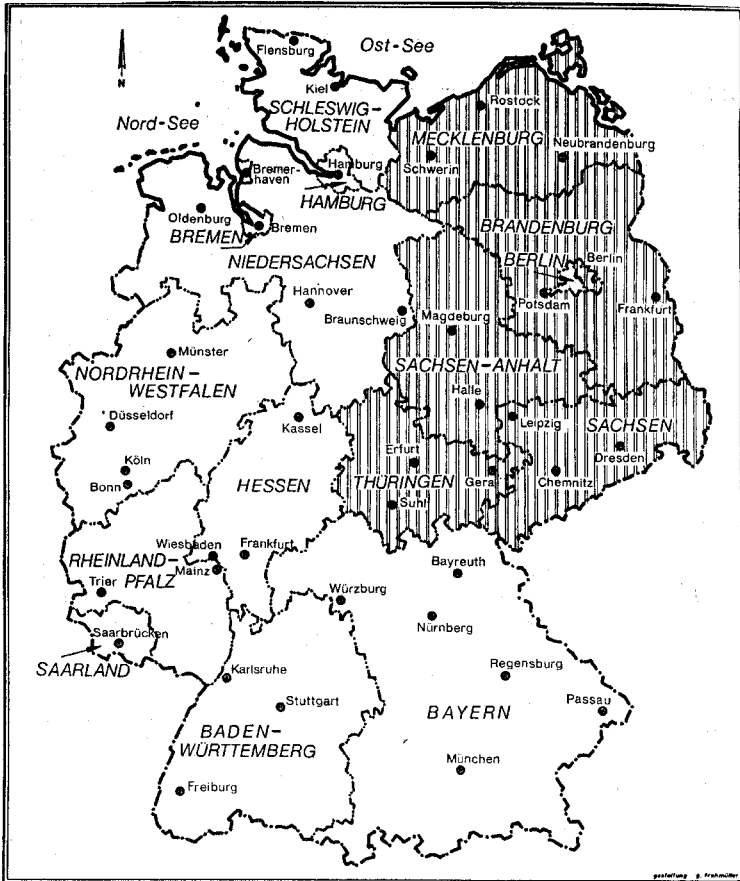 Ost-See
Flensburg
N
Kiel
SCHLESWIG-
HOLSTEIN
Rostock
Nord-See
MECKLENBURG
Neubrandenburg
Schwerin
Hamburg
Bremer-
haven
HAMBURG
Oldenburg
BREMEN
Bremen
BRANDENBURG
NIEDERSACHSEN
BERLIN
Berlin
Hannover
Potsdam
Frankfurt
Braunschweig
Magdeburg
Münster
NORDRHEIN-
WESTFALEN
SACHSEN-ANHALT
Halle
Düsseldorf
Kassel
Leipzig
SACHSEN
Erfurt
Dresden
Köln
Bonn
HESSEN
THÜRINGEN
Gera
Chemnitz
Suhl
Wiesbaden
Frankfurt
RHEINLAND-
PFALZ
Mainz
Bayreuth
Trier
Würzburg
Nürnberg
Saarbrücken
SAARLAND
Karlsruhe
Regensburg
Stuttgart
Passau
BAYERN
BADEN-
WÜRTTEMBERG
München
Freiburg
gestaltung g. frohmüller